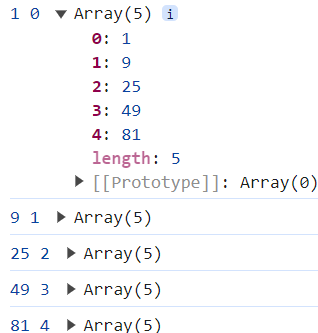 1 0 ▼ Array(5) i
0: 1
1: 9
2: 25
3: 49
4: 81
length: 5
▶ [[Prototype]]: Array(0)
9 1 ▶ Array(5)
25 2 ▶ Array(5)
49 3 ▶ Array(5)
81 4 ▶ Array(5)